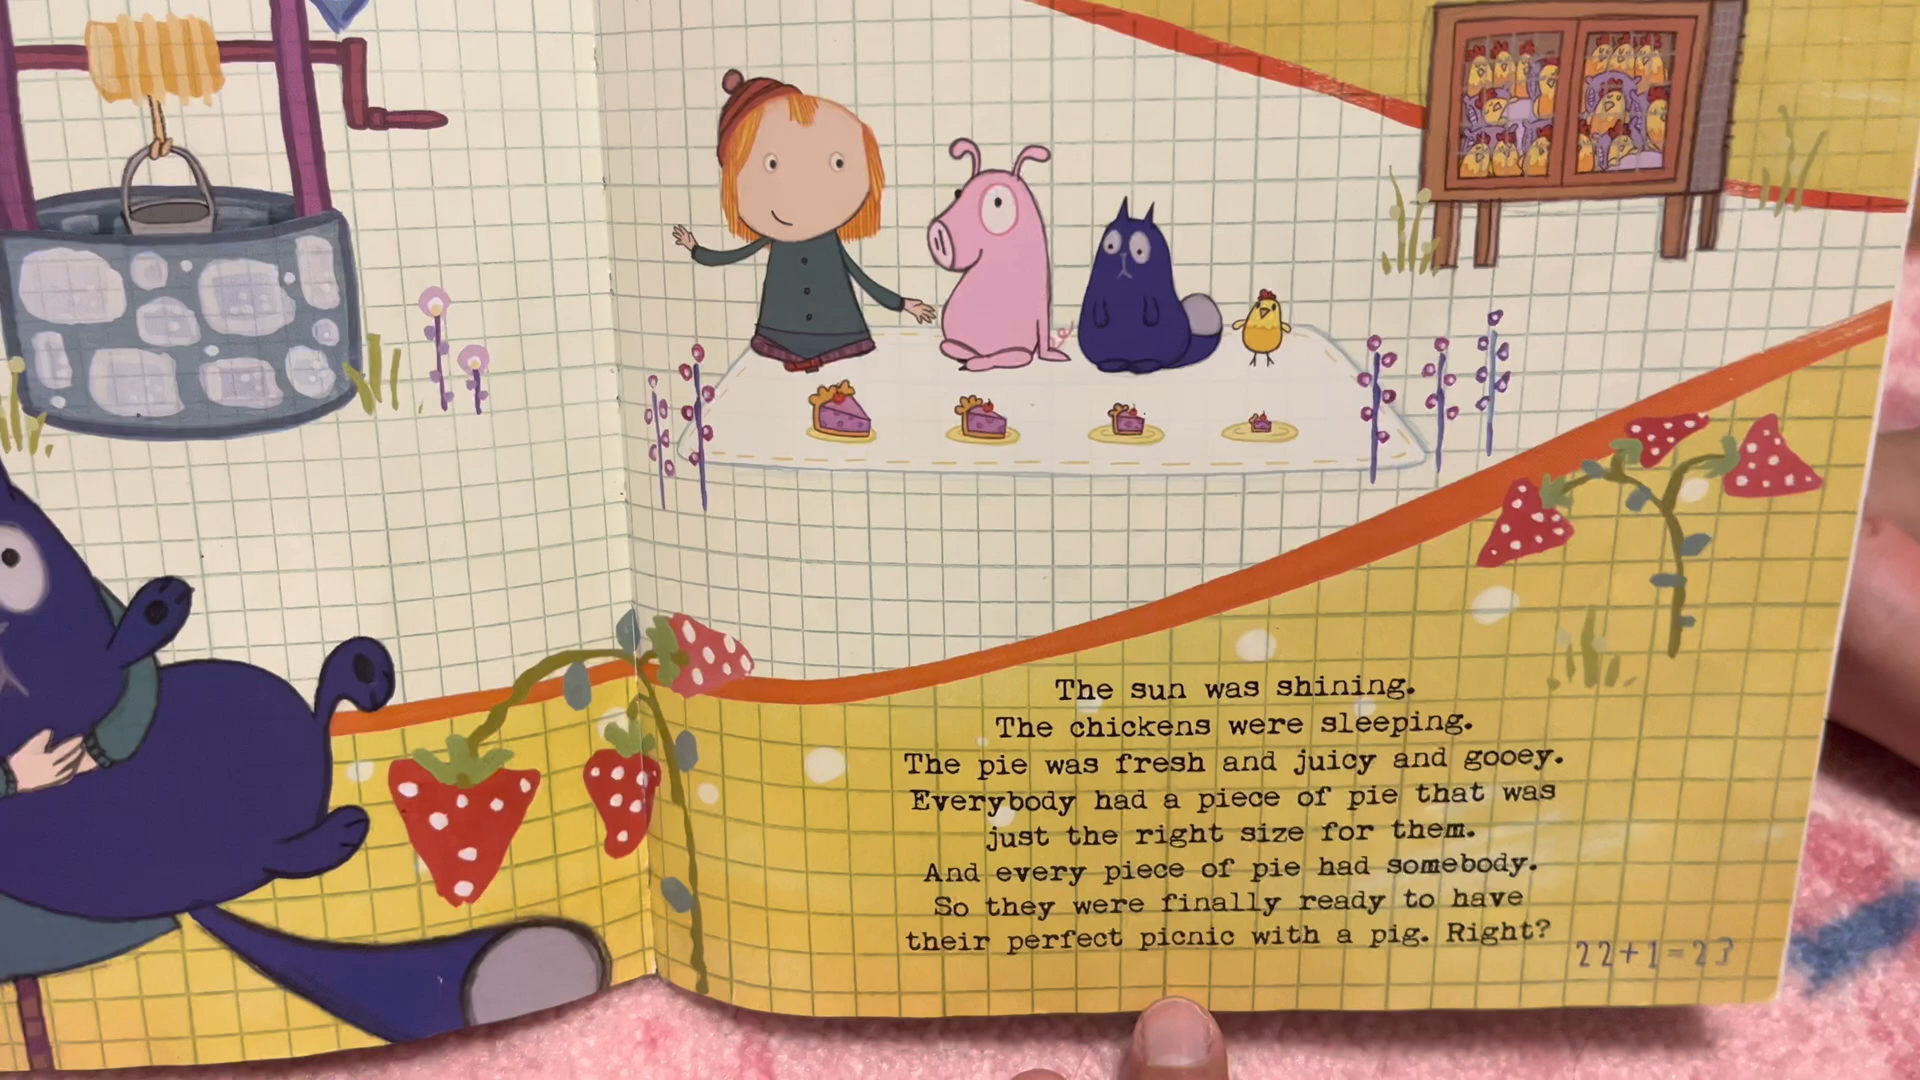 The sun was shining.
The chickens were sleeping.
The pie was fresh and juicy and gooey.
Everybody had a piece of pie that was
just the right size for them.
And every piece of pie had somebody.
So they were finally ready to have
their perfect picnic with a pig. Right?
22+1=23